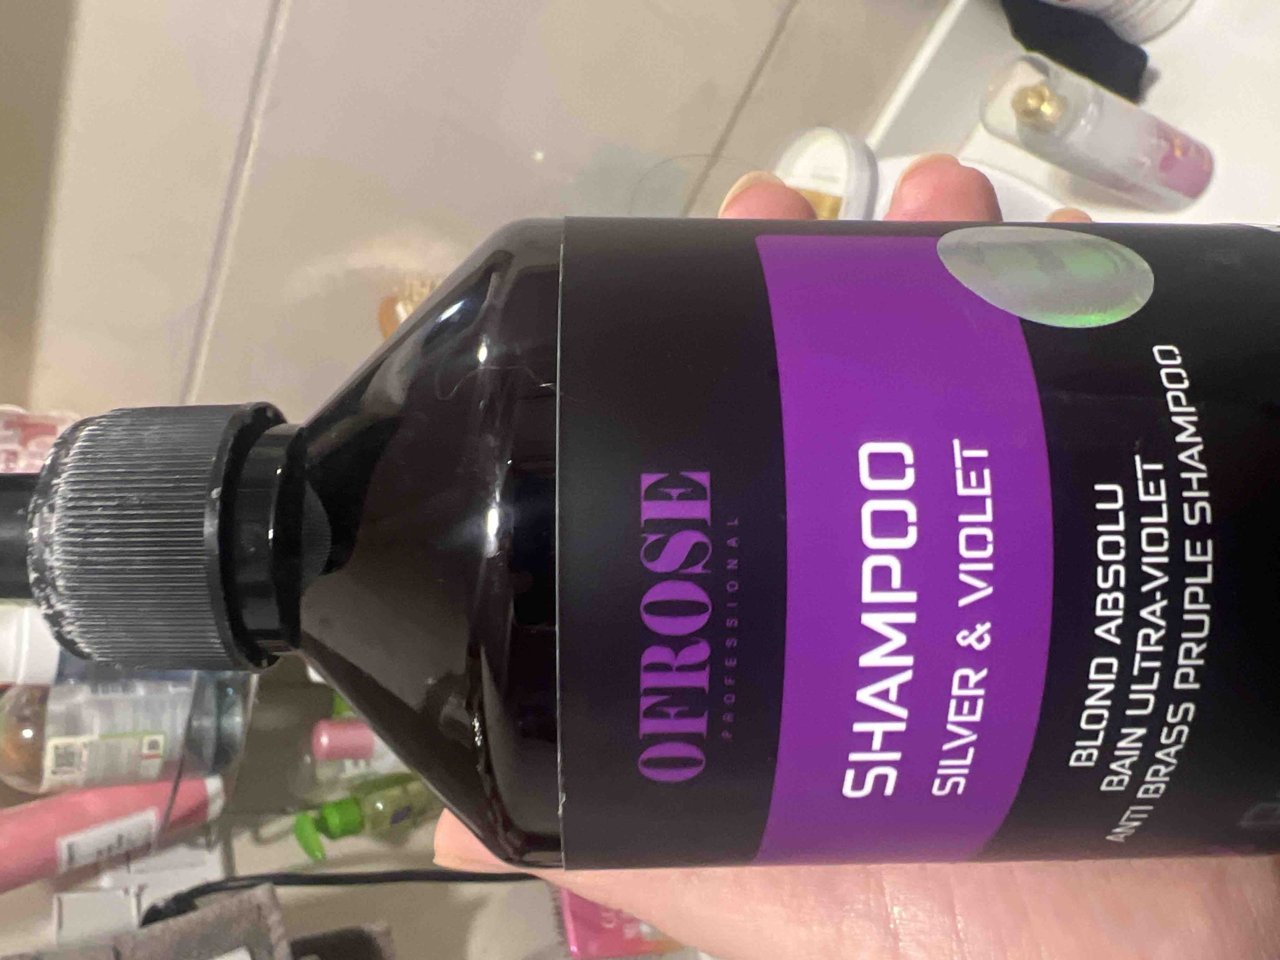 OFROSE
PROFESSIONAL
SHAMPOO
SILVER & VIOLET
BLOND ABSOLU
BAIN ULTRA-VIOLET
ANTI BRASS PRUPLE SHAMPOO